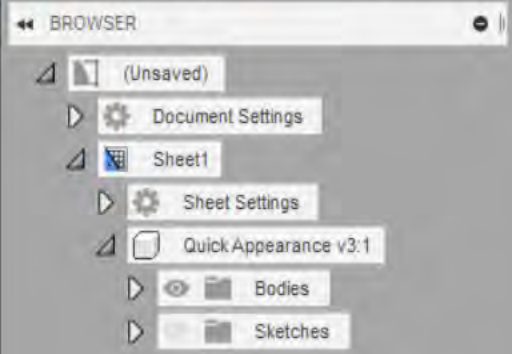 BROWSER
(Unsaved)
Document Settings
Sheet1
Sheet Settings
Quick Appearance v3:1
Bodies
Sketches